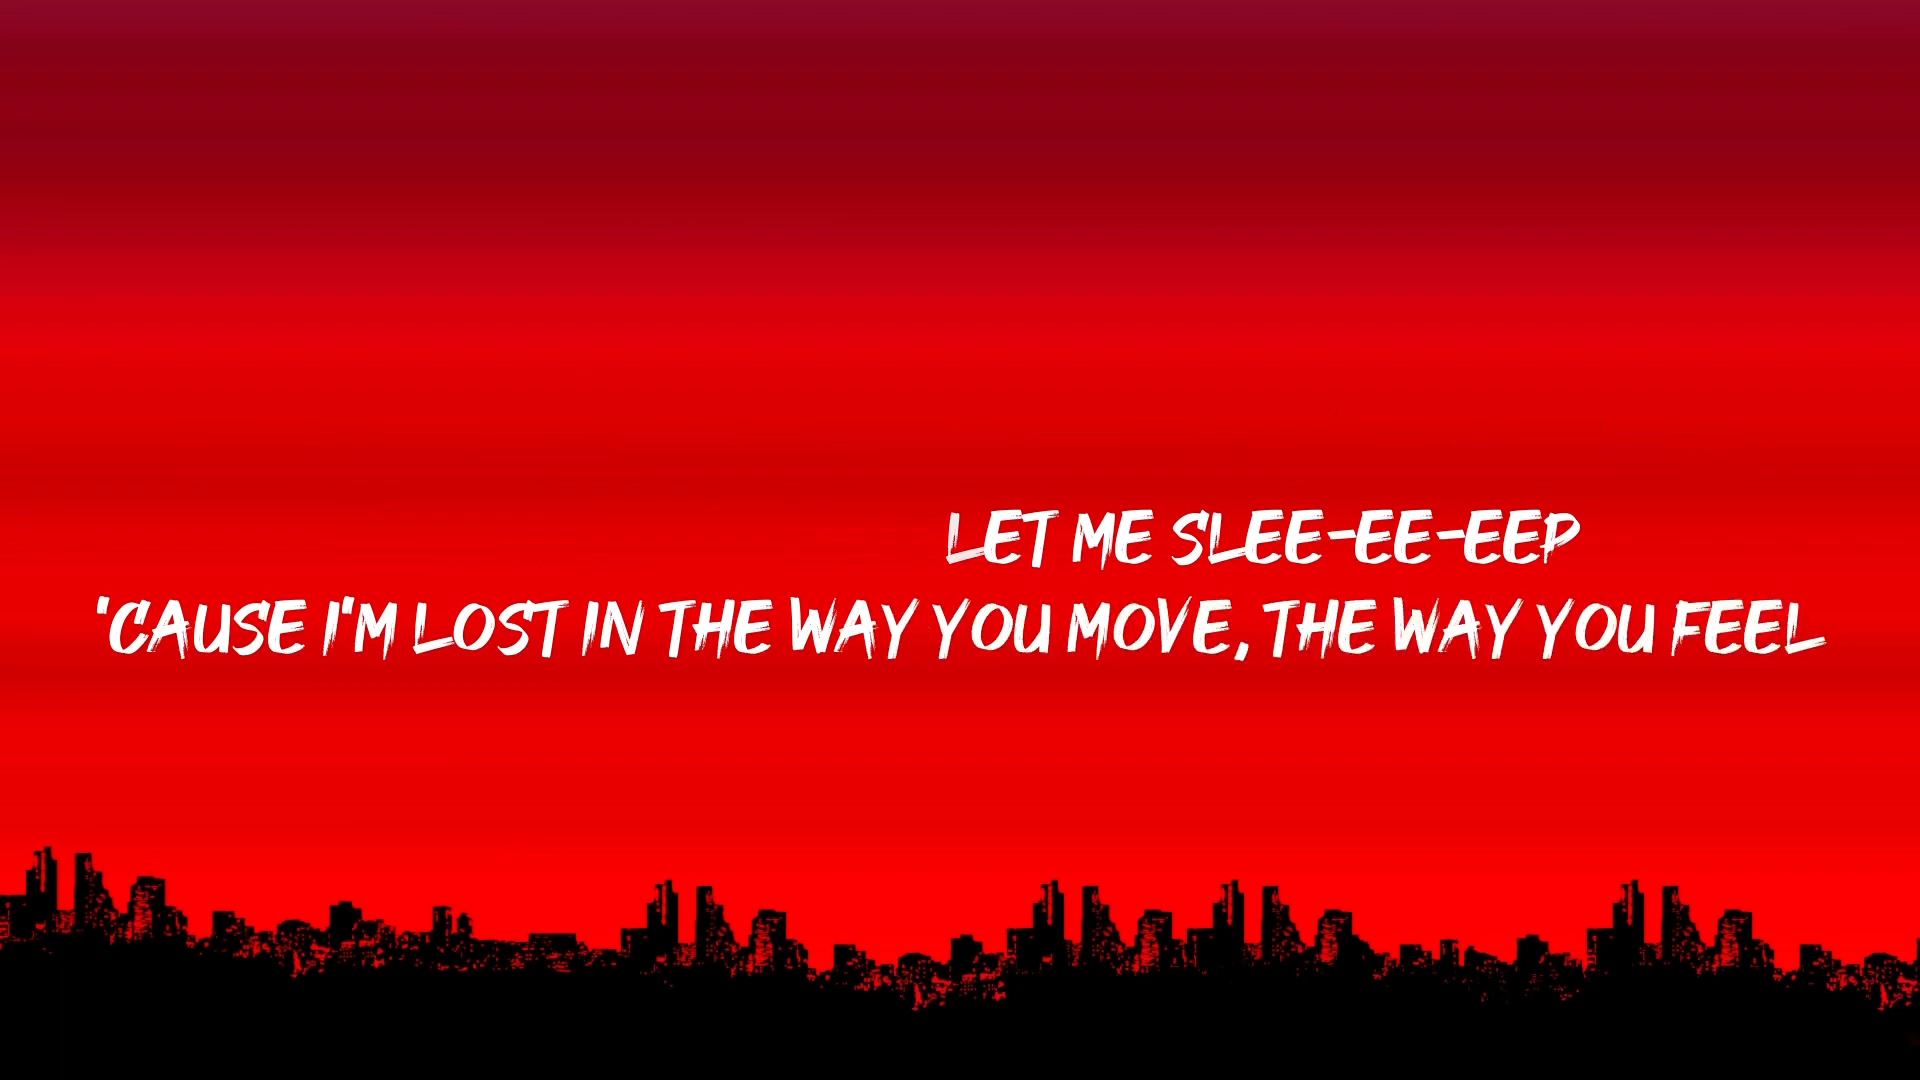 LET ME SLEE-EE-EEP
'CAUSE I'M LOST IN THE WAY YOU MOVE, THE WAY YOU FEEL